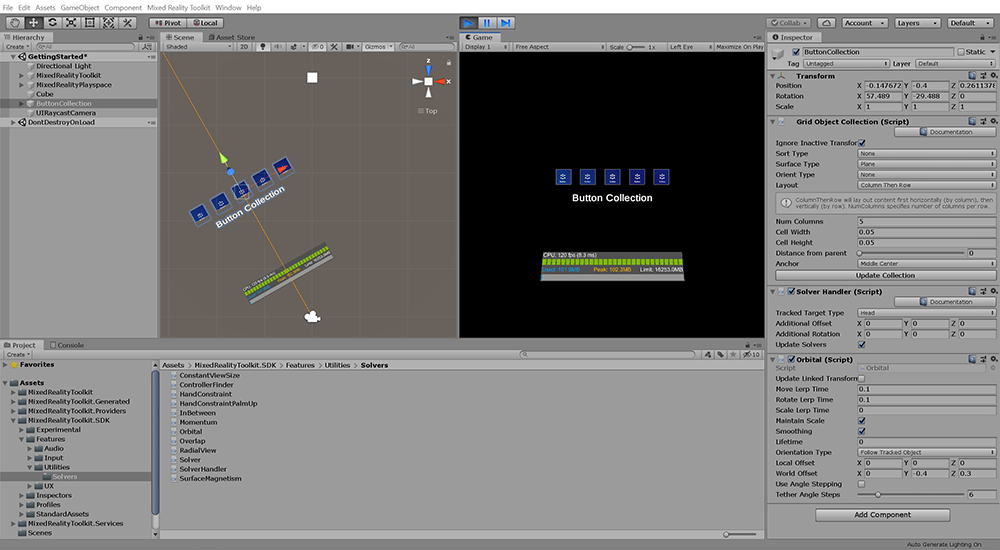 File Edit Assets GameObject Component Mixed Reality Toolkit Window Help
Pivot Local Collab Account Layers Default
Hierarchy
Create All
GettingStarted*
Directional Light
MixedRealityToolkit
MixedRealityPlayspace
Cube
ButtonCollection
UIRaycastCamera
DontDestroyOnLoad
Scene Asset Store
Shaded 2D 0 Gizmos All
z
x
Top
Button Collection
CPU: 120 fps (8.3 ms)
Game
Display 1 Free Aspect Scale 1x Left Eye Maximize On Play
Button Collection
CPU: 120 fps (8.3 ms)
Peak: 102.3MB Limit: 16253.0MB
Inspector
ButtonCollection Static
Tag Untagged Layer Default
Transform
Position X -0.147672 Y -0.4 Z 0.2611378
Rotation X 57.489 Y -29.488 Z 0
Scale X 1 Y 1 Z 1
Grid Object Collection (Script)
Documentation
Ignore Inactive Transfor
Sort Type None
Surface Type Plane
Orient Type None
Layout Column Then Row
ColumnThenRow will lay out content first horizontally (by column), then
vertically (by row). NumColumns specifies number of columns per row.
Num Columns 5
Cell Width 0.05
Cell Height 0.05
Distance from parent 0
Anchor Middle Center
Update Collection
Solver Handler (Script)
Documentation
Tracked Target Type Head
Additional Offset X 0 Y 0 Z 0
Additional Rotation X 0 Y 0 Z 0
Update Solvers
Orbital (Script)
Script Orbital
Update Linked Transform
Move Lerp Time 0.1
Rotate Lerp Time 0.1
Scale Lerp Time 0
Maintain Scale
Smoothing
Lifetime 0
Orientation Type Follow Tracked Object
Local Offset X 0 Y 0 Z 0
World Offset X 0 Y -0.4 Z 0.3
Use Angle Stepping
Tether Angle Steps 6
Add Component
Project Console
Create 10
Favorites
Assets
MixedRealityToolkit
MixedRealityToolkit.Generated
MixedRealityToolkit.Providers
MixedRealityToolkit.SDK
Experimental
Features
Audio
Input
Utilities
Solvers
UX
Inspectors
Profiles
StandardAssets
MixedRealityToolkit.Services
Scenes
Assets MixedRealityToolkit.SDK Features Utilities Solvers
ConstantViewSize
ControllerFinder
HandConstraint
HandConstraintPalmUp
InBetween
Momentum
Orbital
Overlap
RadialView
Solver
SolverHandler
SurfaceMagnetism
Auto Generate Lighting On